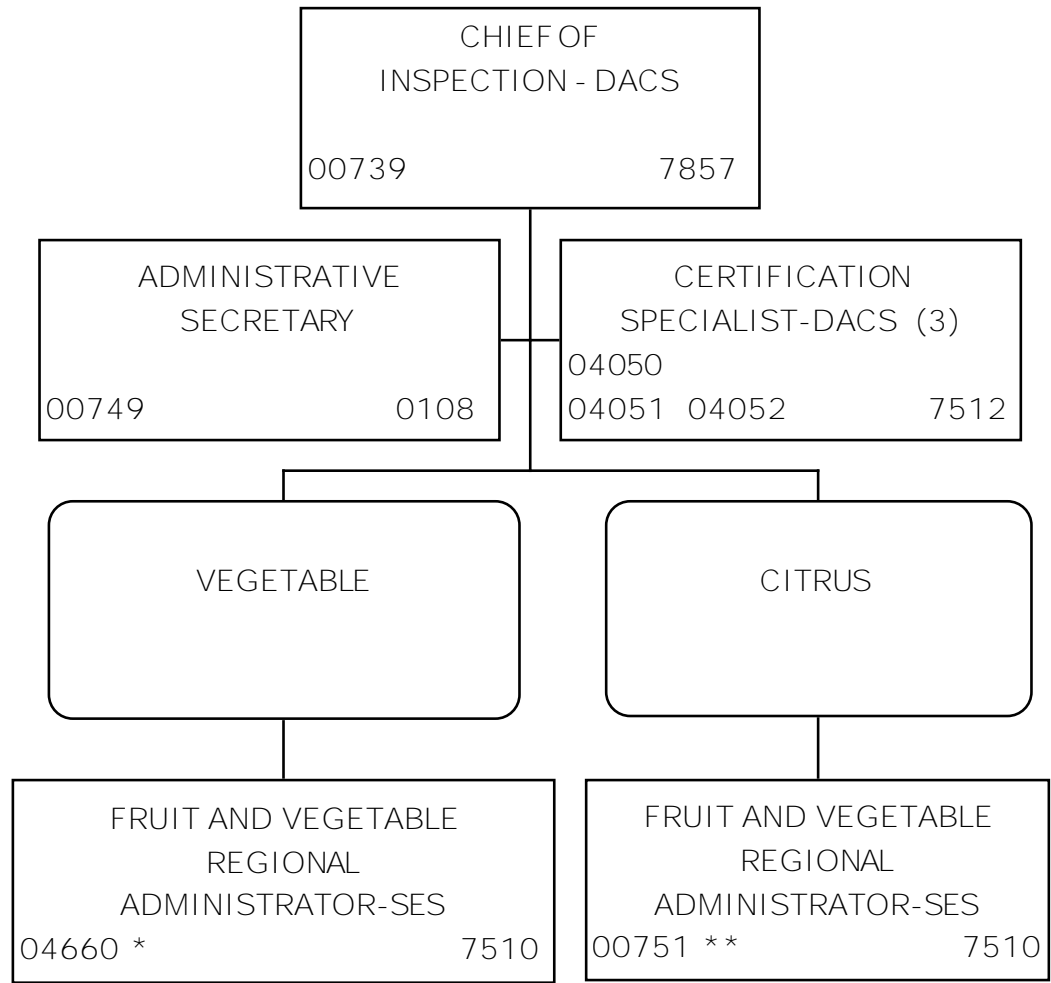 CHIEF OF
INSPECTION - DACS
00739 7857
ADMINISTRATIVE
SECRETARY
00749 0108
CERTIFICATION
SPECIALIST-DACS (3)
04050
04051 04052 7512
VEGETABLE
CITRUS
FRUIT AND VEGETABLE
REGIONAL
ADMINISTRATOR-SES
04660 * 7510
FRUIT AND VEGETABLE
REGIONAL
ADMINISTRATOR-SES
00751 ** 7510